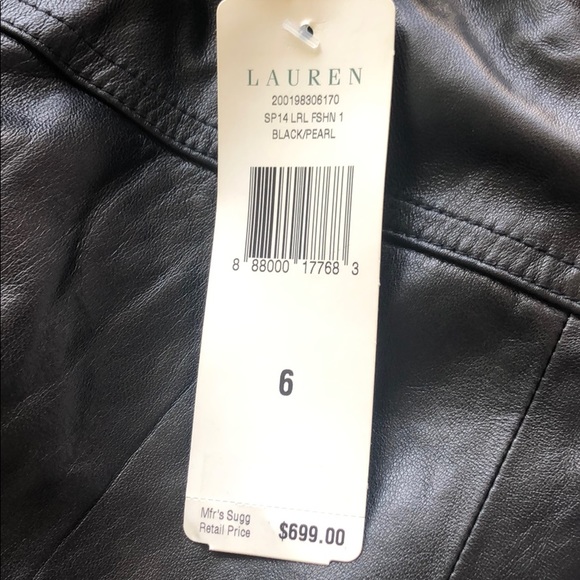 LAUREN
200198306170
SP14 LRL FSHN 1
BLACK/PEARL
8 88000 17768 3
6
Mfr's Sugg
Retail Price $699.00